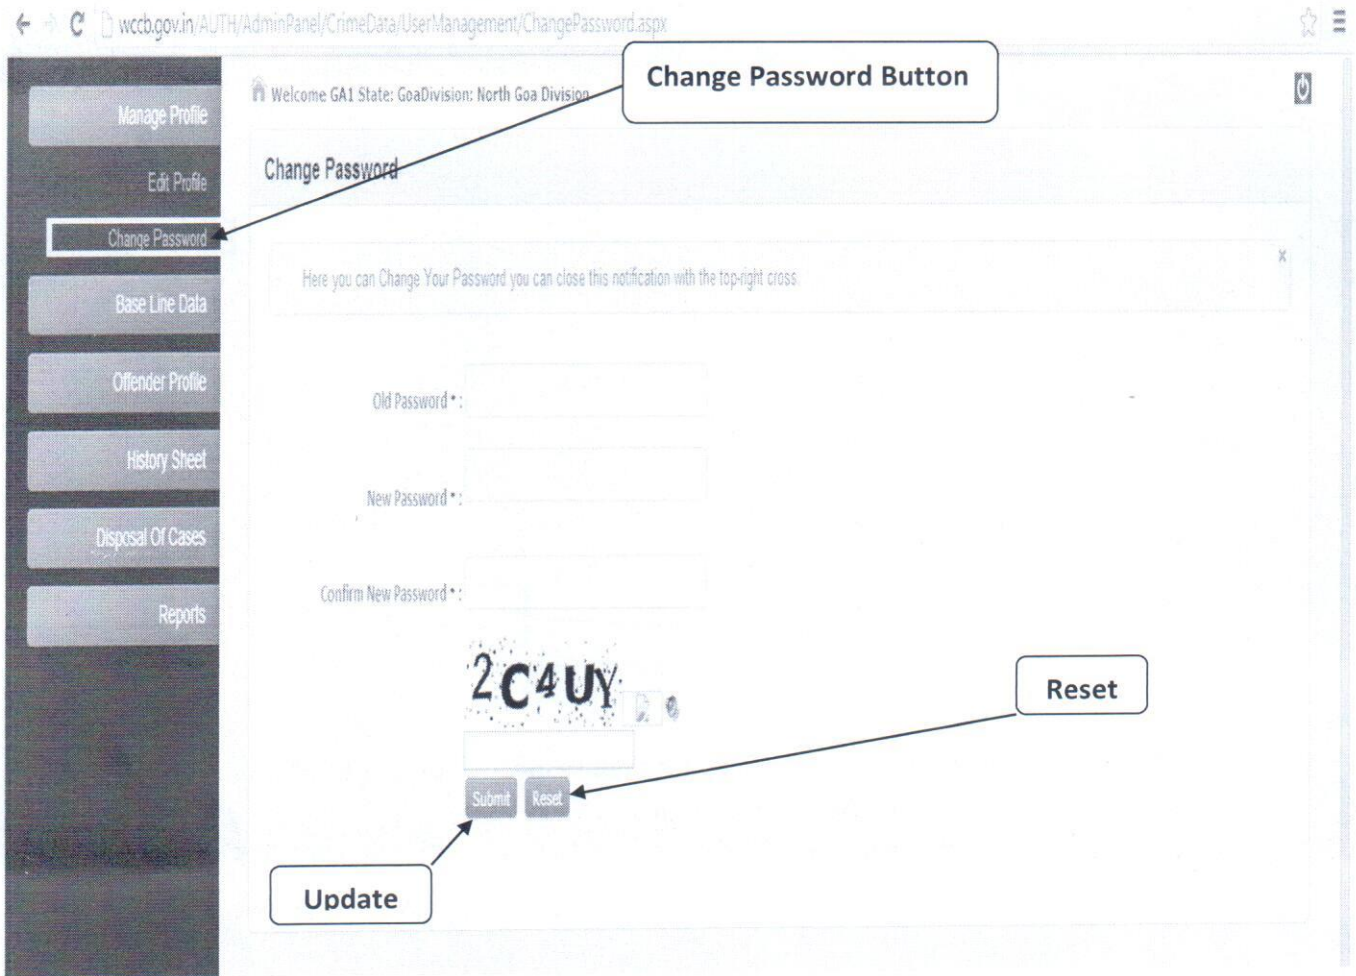 wccb.gov.in/AUTH/AdminPanel/CrimeData/UserManagement/ChangePassword.aspx
Change Password Button
Welcome GA1 State: GoaDivision: North Goa Division
Manage Profile
Edit Profile
Change Password
Base Line Data
Offender Profile
History Sheet
Disposal Of Cases
Reports
Change Password
Here you can Change Your Password you can close this notification with the top-right cross.
x
Old Password * :
New Password * :
Confirm New Password * :
2C4UY
Reset
Submit
Reset
Update